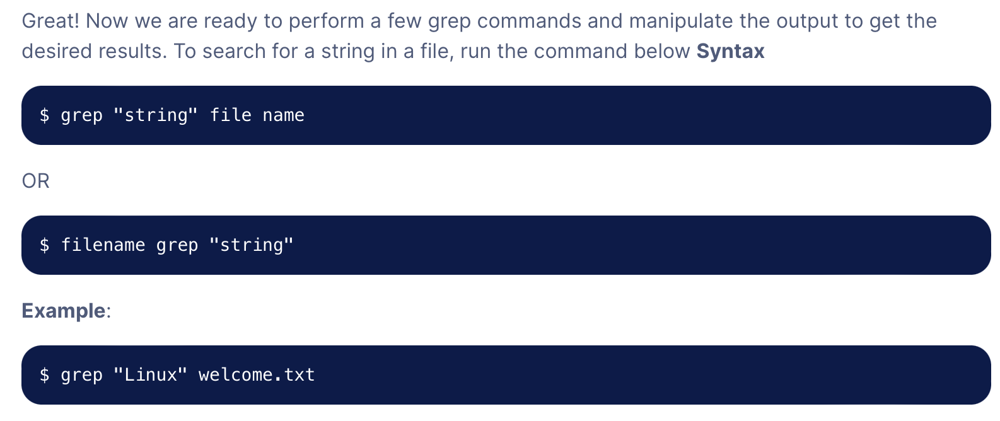 Great! Now we are ready to perform a few grep commands and manipulate the output to get the
desired results. To search for a string in a file, run the command below Syntax
$ grep "string" file name
OR
$ filename grep "string"
Example:
$ grep "Linux" welcome.txt